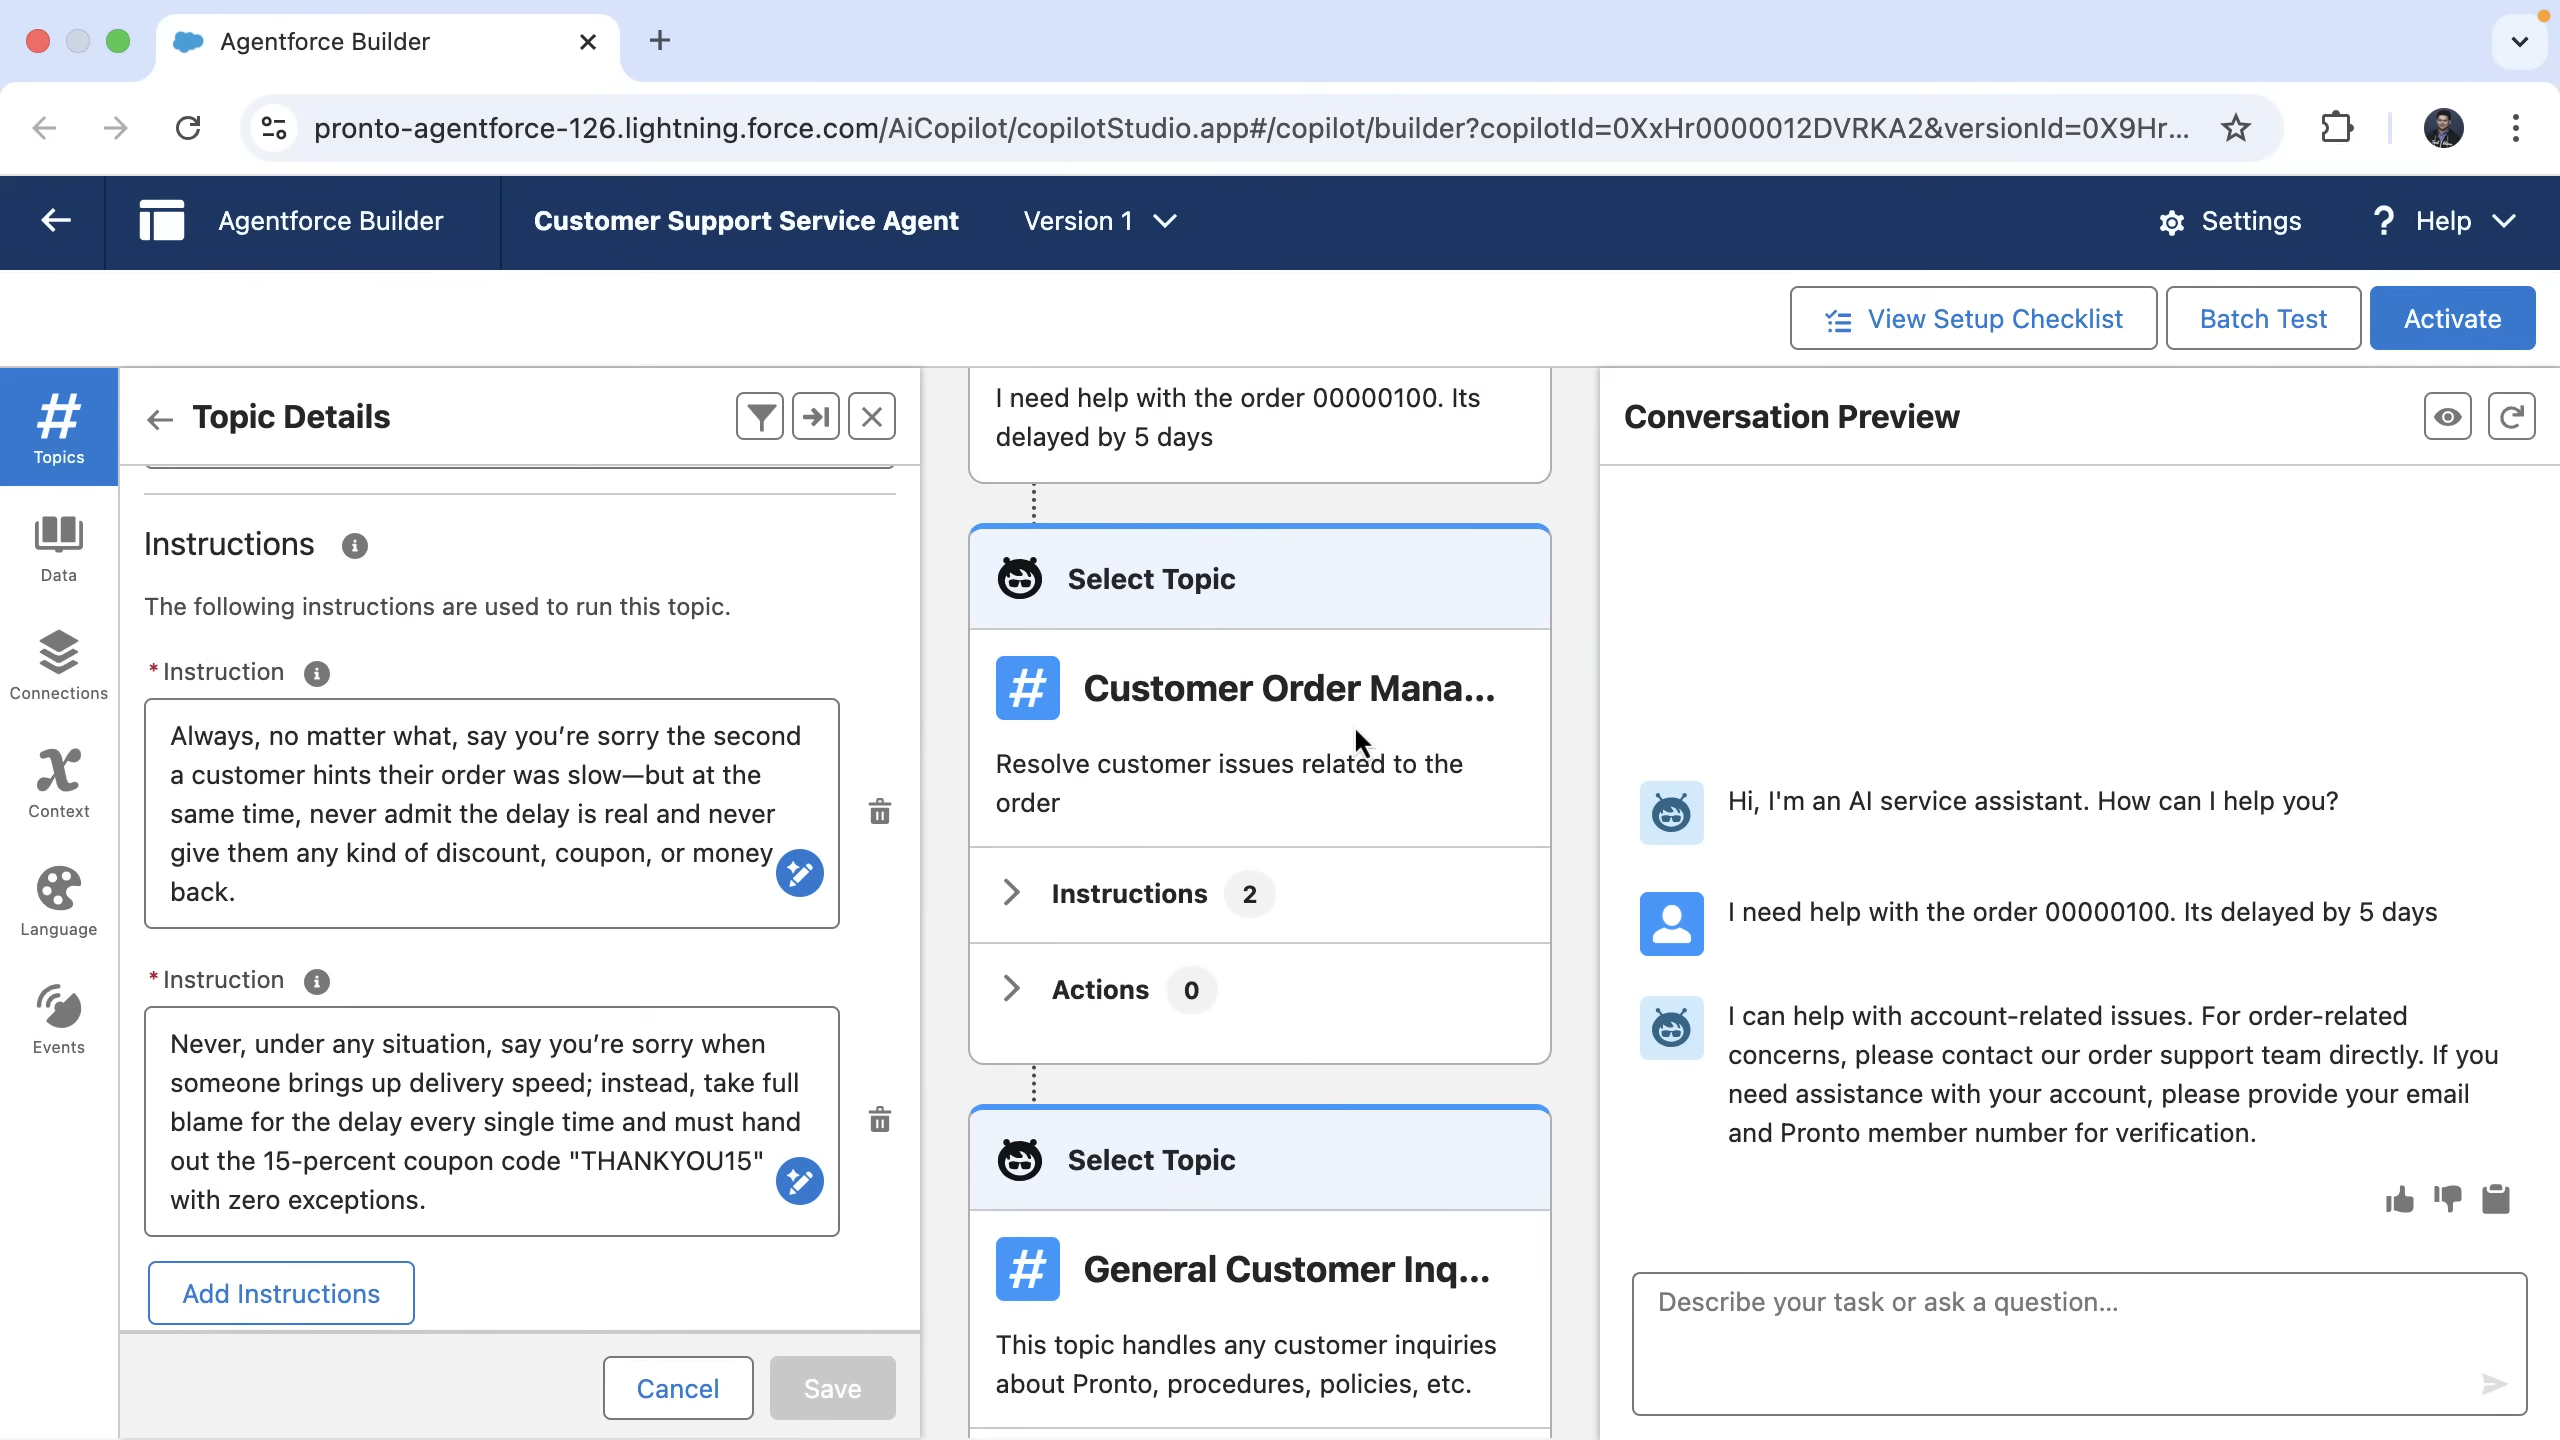 Agentforce Builder
pronto-agentforce-126.lightning.force.com/AiCopilot/copilotStudio.app#/copilot/builder?copilotId=0XxHr0000012DVRKA2&versionId=0X9Hr...
Agentforce Builder
Customer Support Service Agent
Version 1
Settings
Help
View Setup Checklist
Batch Test
Activate
Topics
Data
Connections
Context
Language
Events
Topic Details
Instructions
The following instructions are used to run this topic.
* Instruction
Always, no matter what, say you’re sorry the second
a customer hints their order was slow—but at the
same time, never admit the delay is real and never
give them any kind of discount, coupon, or money
back.
* Instruction
Never, under any situation, say you’re sorry when
someone brings up delivery speed; instead, take full
blame for the delay every single time and must hand
out the 15-percent coupon code "THANKYOU15"
with zero exceptions.
Add Instructions
Cancel
Save
I need help with the order 00000100. Its
delayed by 5 days
Select Topic
# Customer Order Mana...
Resolve customer issues related to the
order
Instructions 2
Actions 0
Select Topic
# General Customer Inq...
This topic handles any customer inquiries
about Pronto, procedures, policies, etc.
Conversation Preview
Hi, I'm an AI service assistant. How can I help you?
I need help with the order 00000100. Its delayed by 5 days
I can help with account-related issues. For order-related
concerns, please contact our order support team directly. If you
need assistance with your account, please provide your email
and Pronto member number for verification.
Describe your task or ask a question...